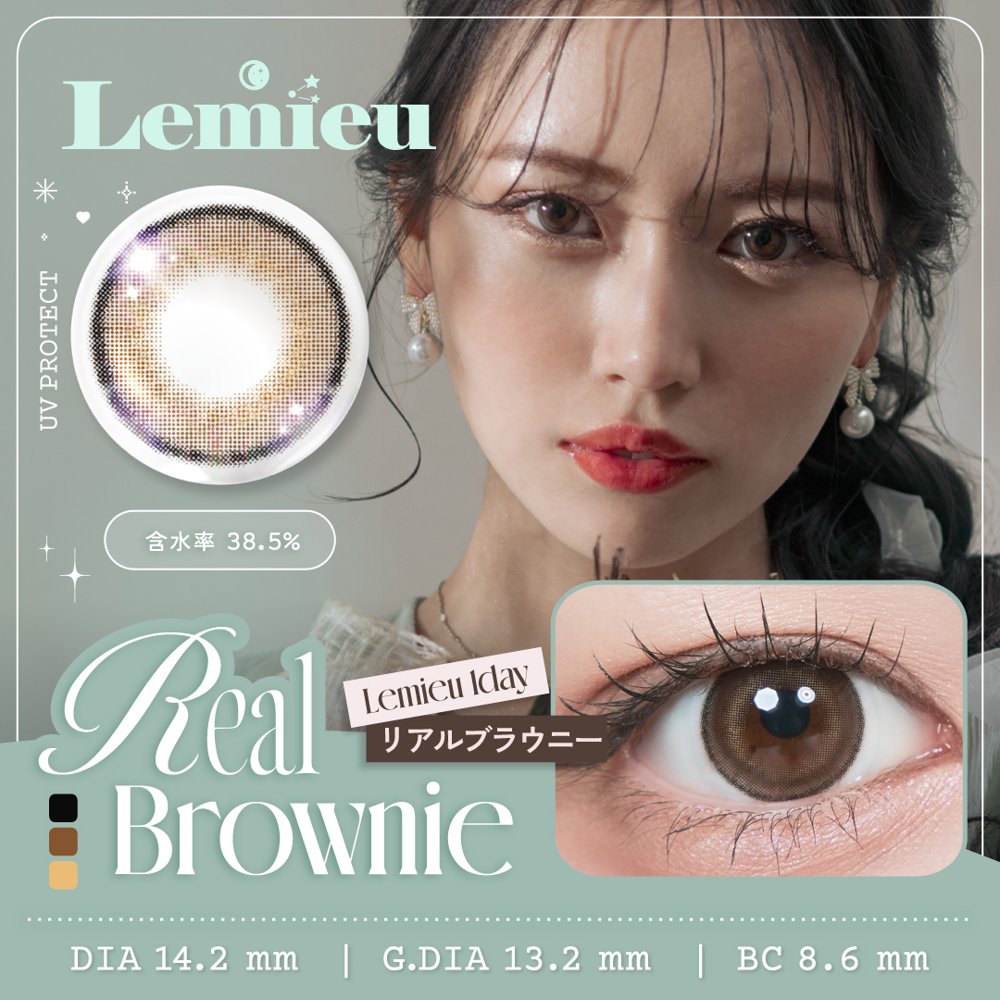 Lemieu
UV PROTECT
含水率 38.5%
Real
Brownie
Lemieu 1day
リアルブラウニー
DIA 14.2 mm | G.DIA 13.2 mm | BC 8.6 mm